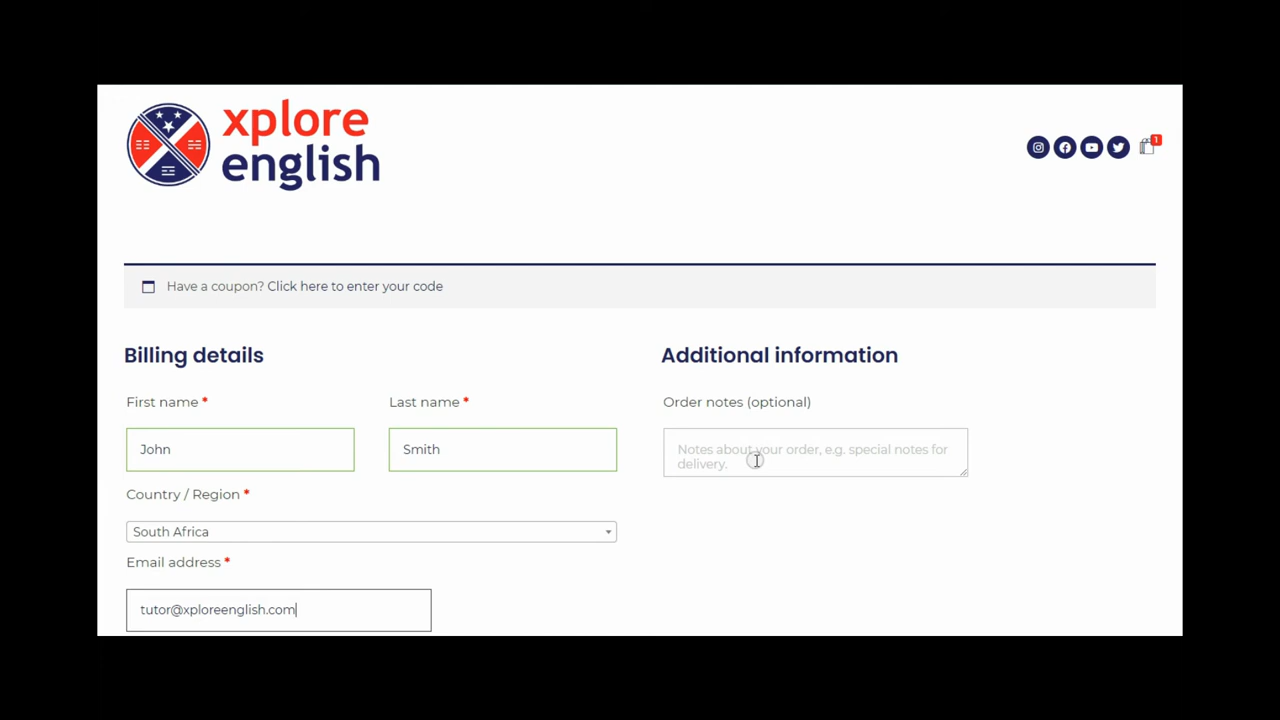 xplore
english
1
Have a coupon? Click here to enter your code
Billing details
First name *
Last name *
John
Smith
Country / Region *
South Africa
Email address *
tutor@xploreenglish.com
Additional information
Order notes (optional)
Notes about your order, e.g. special notes for
delivery.